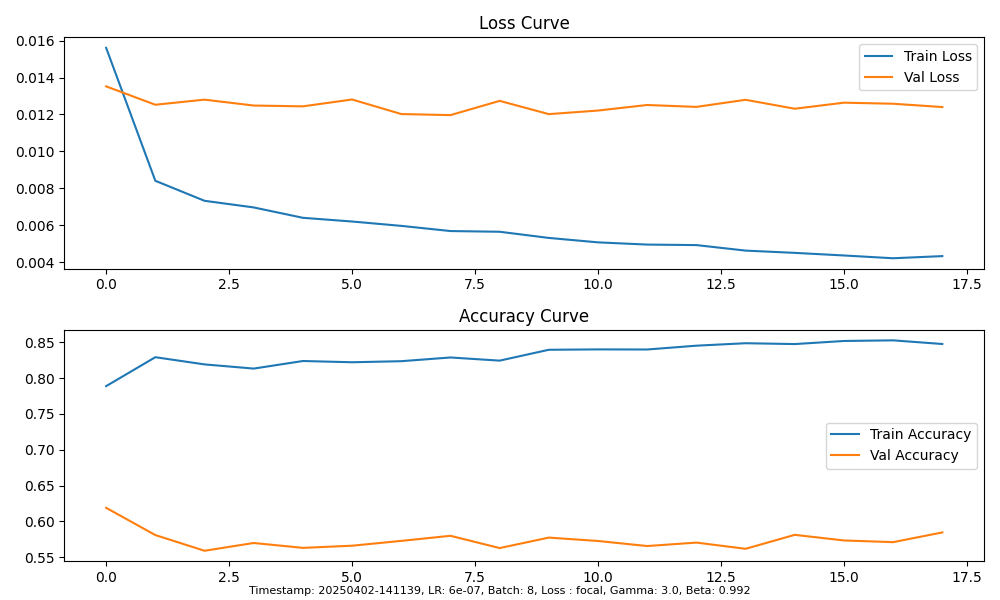 Loss Curve
0.016
0.014
0.012
0.010
0.008
0.006
0.004
Train Loss
Val Loss
0.0 2.5 5.0 7.5 10.0 12.5 15.0 17.5
Accuracy Curve
0.85
0.80
0.75
0.70
0.65
0.60
0.55
Train Accuracy
Val Accuracy
0.0 2.5 5.0 7.5 10.0 12.5 15.0 17.5
Timestamp: 20250402-141139, LR: 6e-07, Batch: 8, Loss : focal, Gamma: 3.0, Beta: 0.992